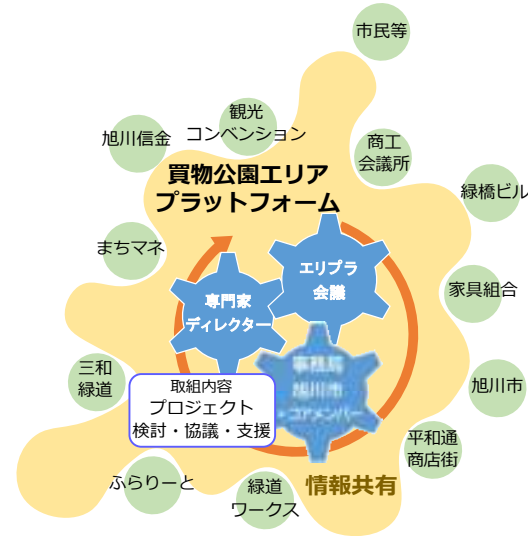 市民等
観光
コンベンション
旭川信金
商工
会議所
買物公園エリア
プラットフォーム
緑橋ビル
まちマネ
エリプラ
会議
家具組合
専門家
ディレクター
事務局
旭川市
コアメンバー
三和
緑道
取組内容
プロジェクト
検討・協議・支援
旭川市
平和通
商店街
ふらりーと
緑道
ワークス
情報共有